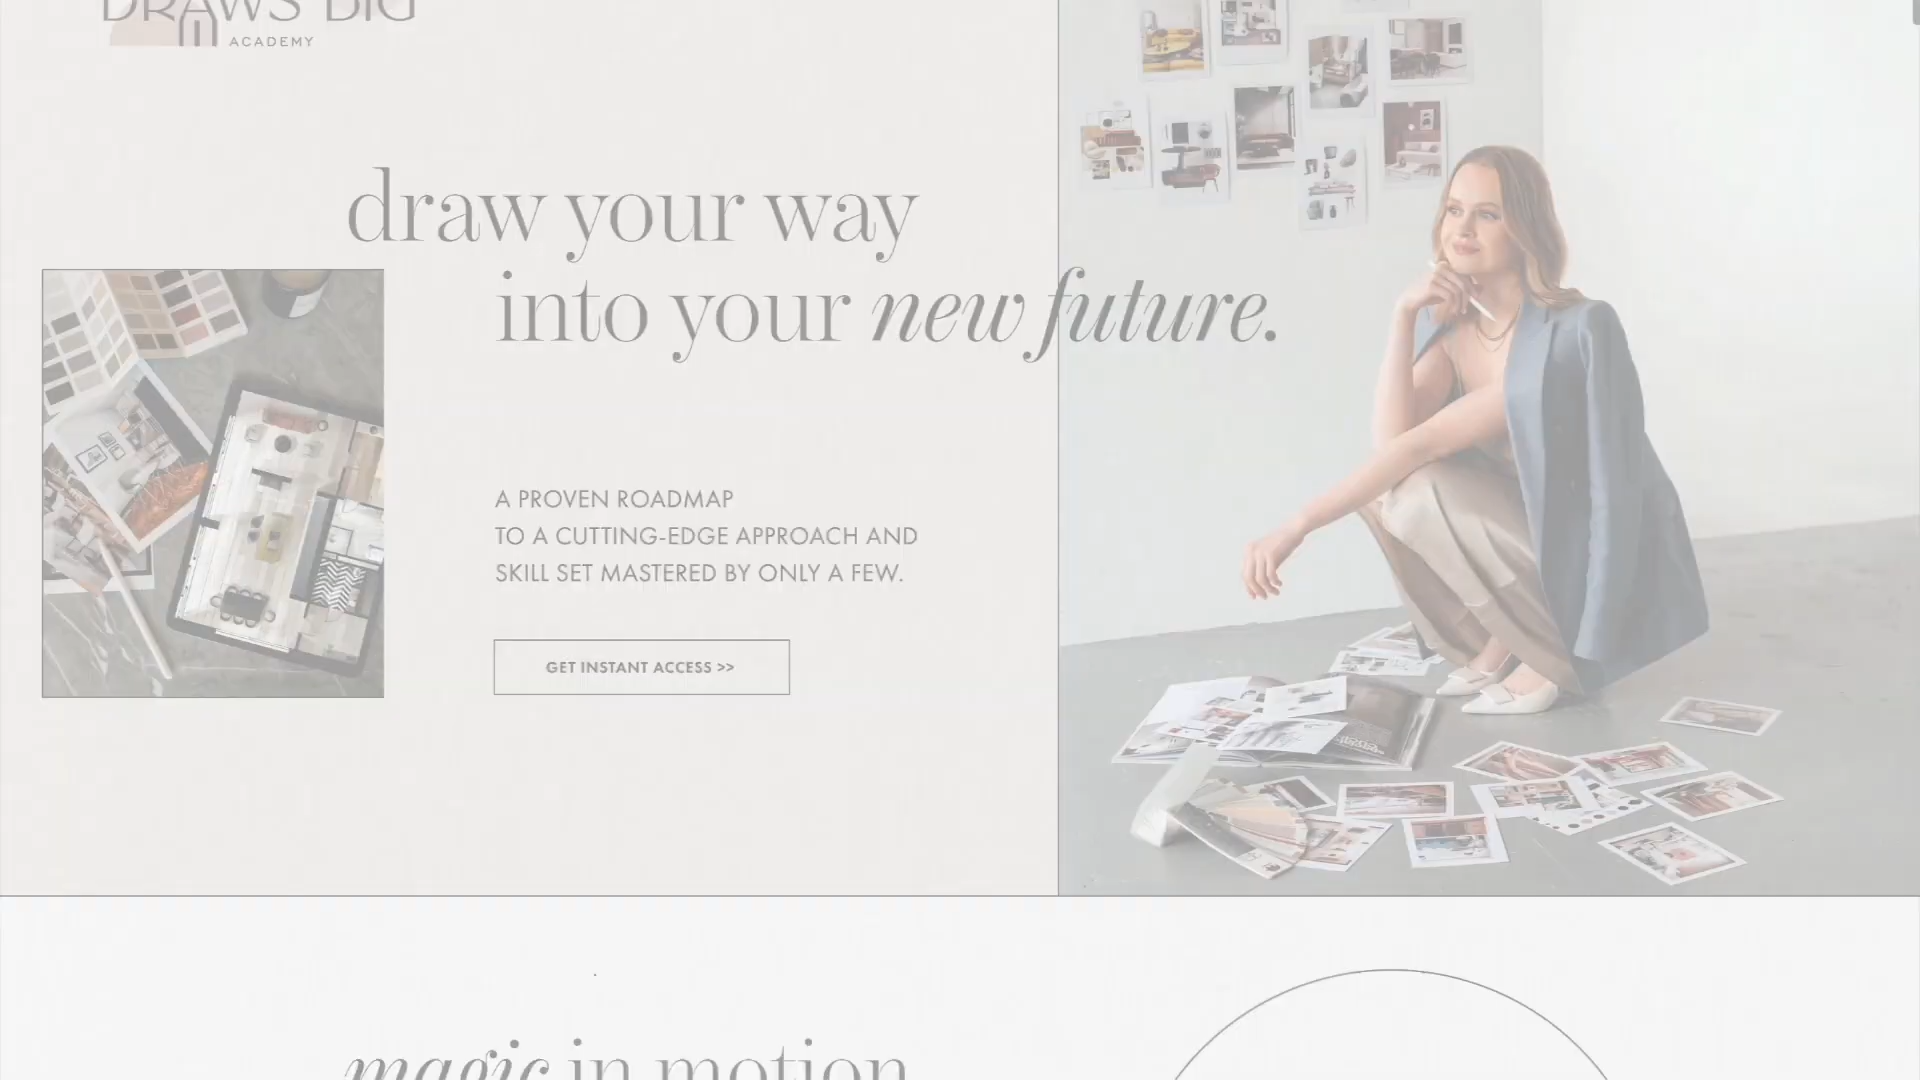 DRAWS BIG
ACADEMY
draw your way
into your new future.
A PROVEN ROADMAP
TO A CUTTING-EDGE APPROACH AND
SKILL SET MASTERED BY ONLY A FEW.
GET INSTANT ACCESS >>
magic in motion